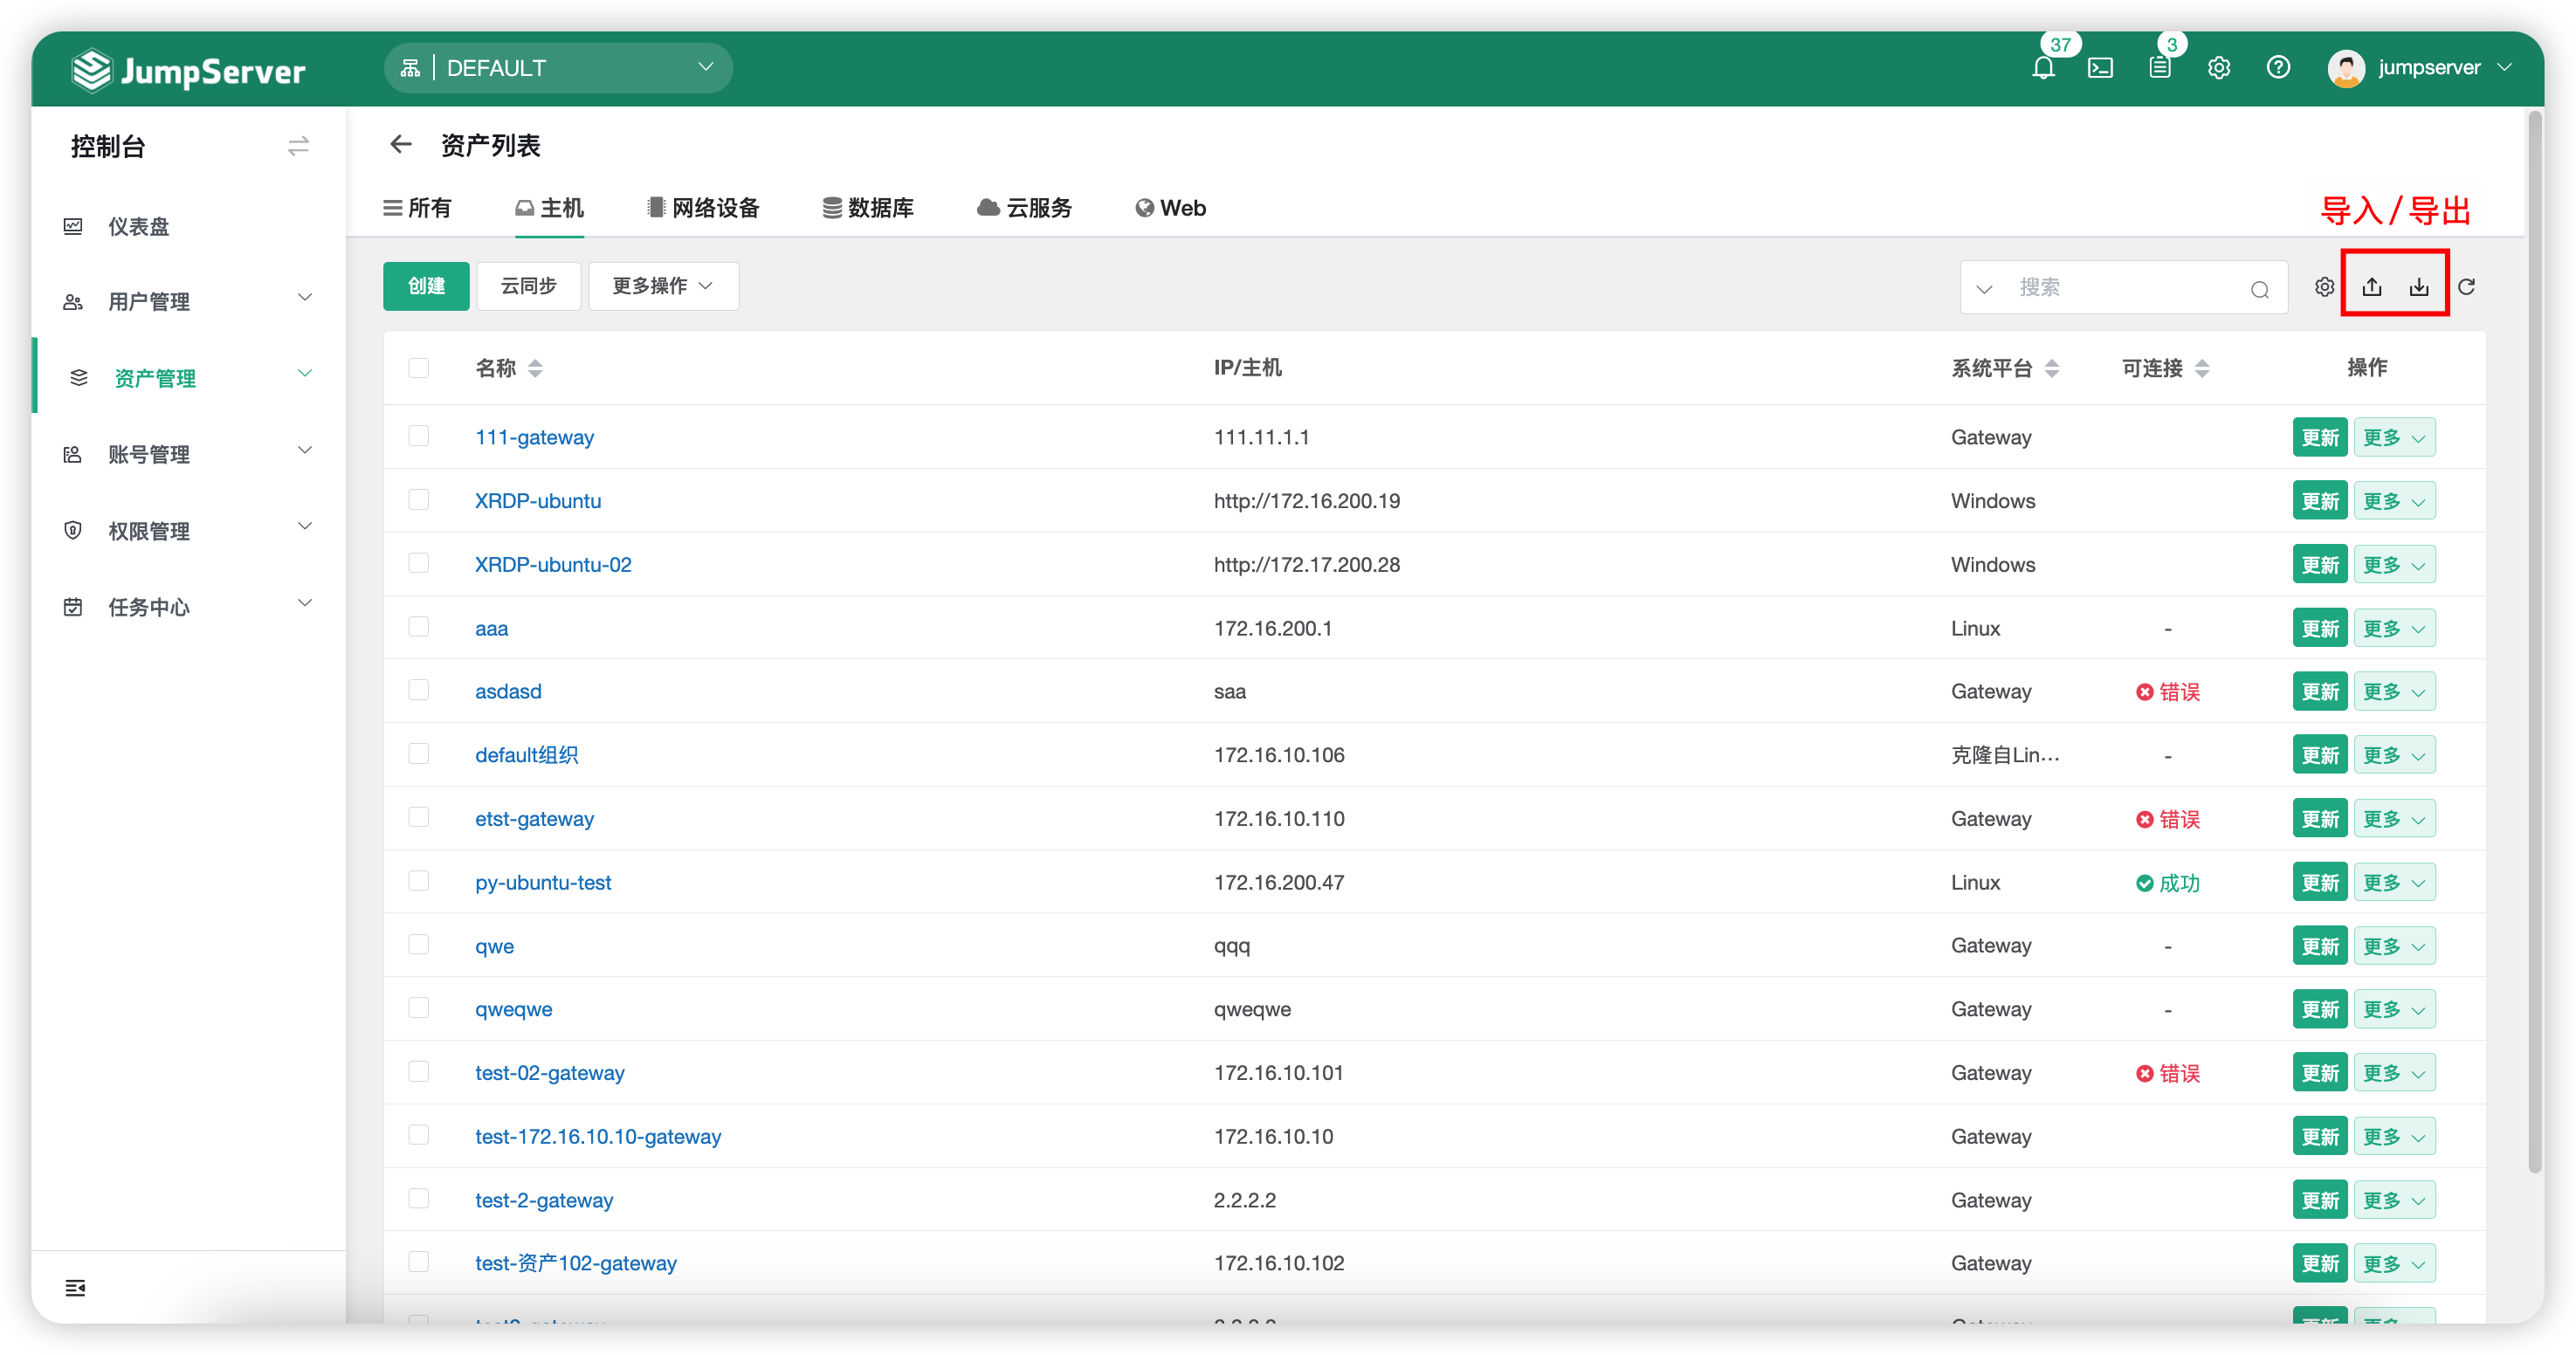 JumpServer
DEFAULT
37
3
jumpserver
控制台
资产列表
仪表盘
用户管理
资产管理
账号管理
权限管理
任务中心
所有 主机 网络设备 数据库 云服务 Web
导入/导出
创建 云同步 更多操作 搜索
名称 IP/主机 系统平台 可连接 操作
111-gateway 111.11.1.1 Gateway 更新 更多
XRDP-ubuntu http://172.16.200.19 Windows 更新 更多
XRDP-ubuntu-02 http://172.17.200.28 Windows 更新 更多
aaa 172.16.200.1 Linux - 更新 更多
asdasd saa Gateway 错误 更新 更多
default组织 172.16.10.106 克隆自Lin... - 更新 更多
etst-gateway 172.16.10.110 Gateway 错误 更新 更多
py-ubuntu-test 172.16.200.47 Linux 成功 更新 更多
qwe qqq Gateway - 更新 更多
qweqwe qweqwe Gateway - 更新 更多
test-02-gateway 172.16.10.101 Gateway 错误 更新 更多
test-172.16.10.10-gateway 172.16.10.10 Gateway 更新 更多
test-2-gateway 2.2.2.2 Gateway 更新 更多
test-资产102-gateway 172.16.10.102 Gateway 更新 更多